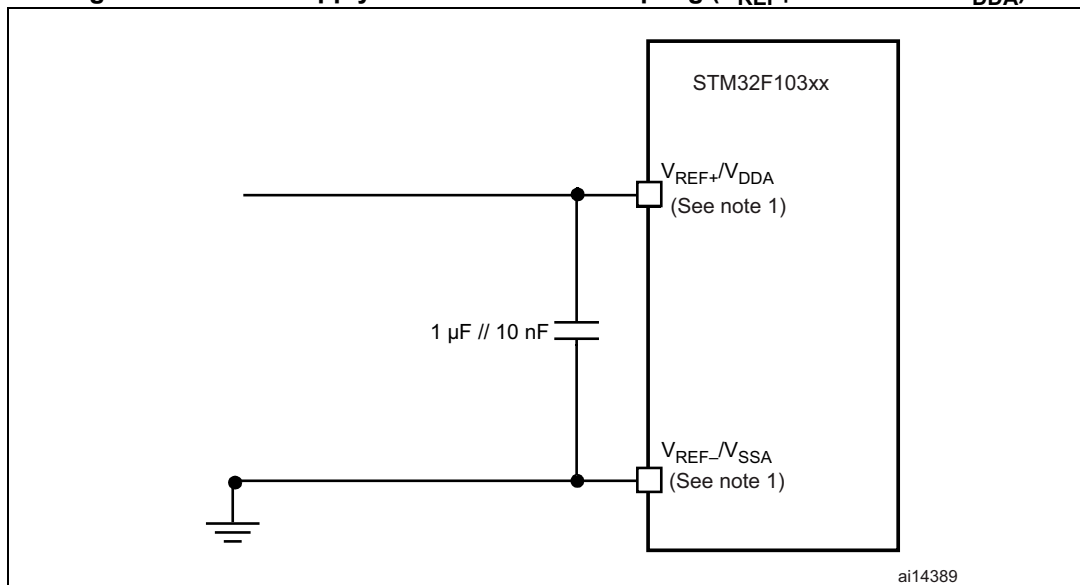 STM32F103xx
VREF+/VDDA
(See note 1)
1 µF // 10 nF
VREF–/VSSA
(See note 1)
ai14389